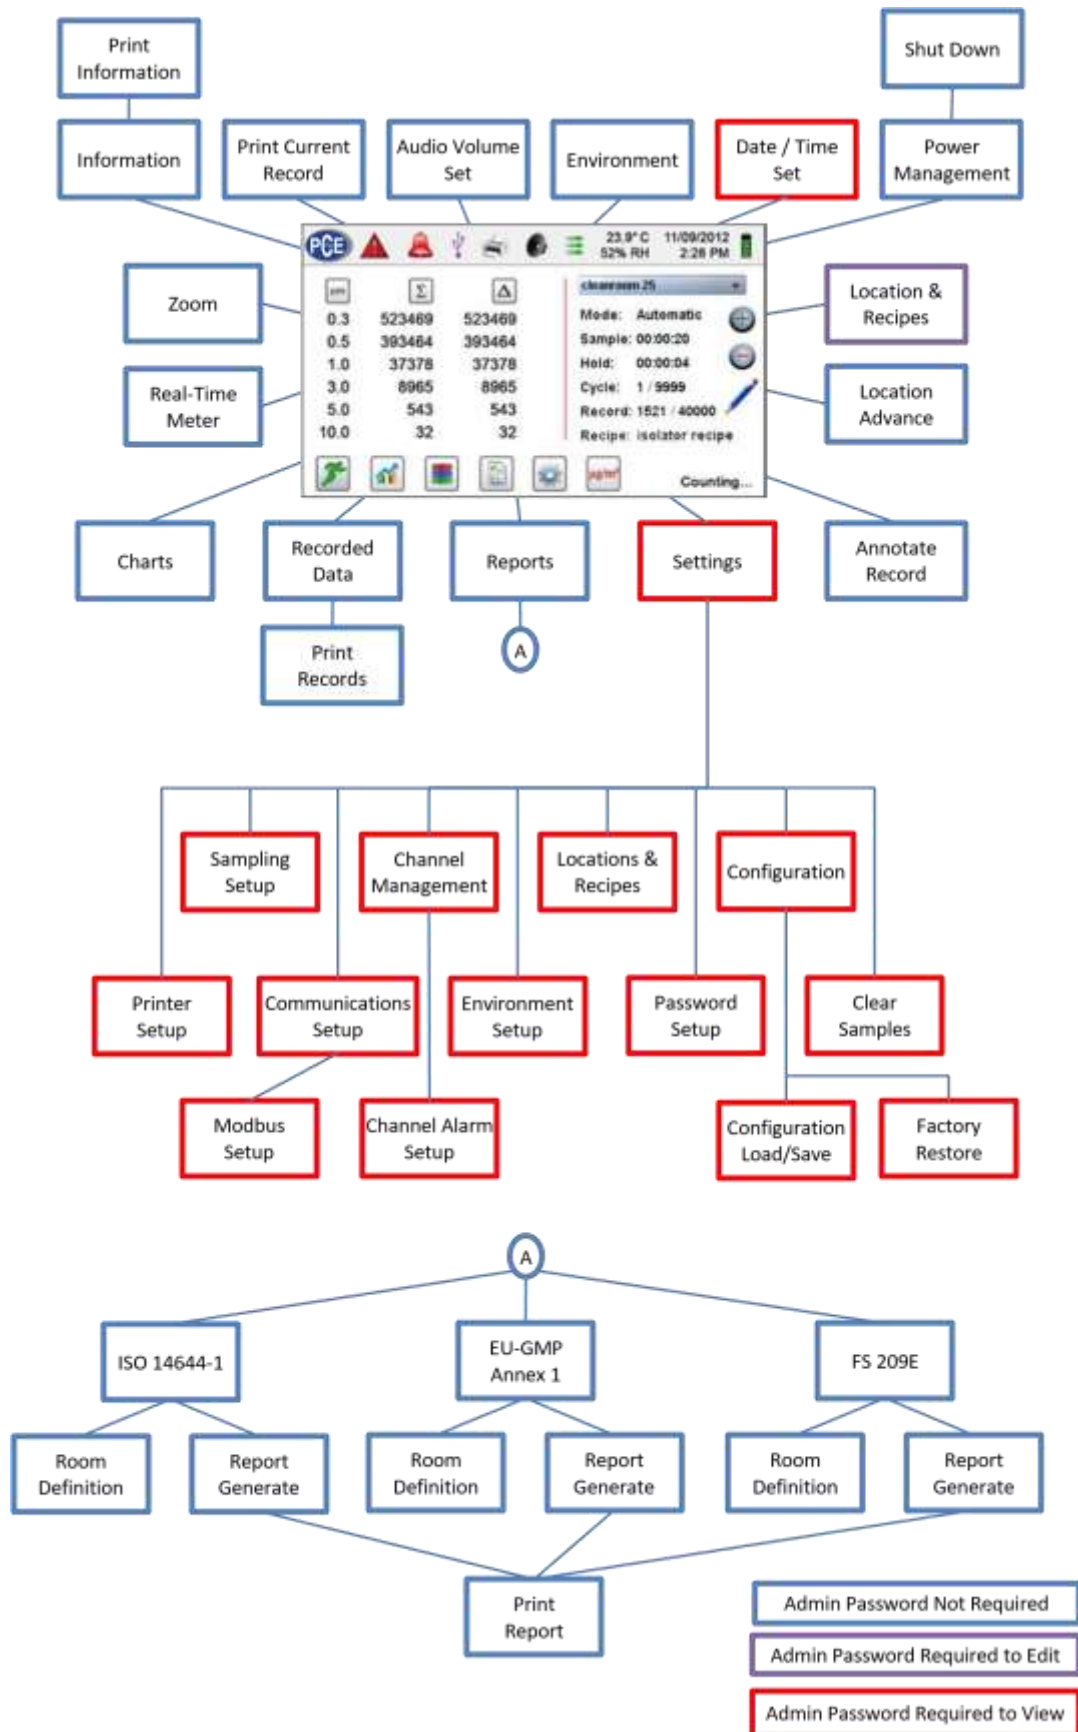 Print
Information
Shut Down
Information
Print Current
Record
Audio Volume
Set
Environment
Date / Time
Set
Power
Management
PCE
23.9° C
52% RH
11/09/2012
2:26 PM
Zoom
Real-Time
Meter
µm Σ Δ
0.3 523469 523469
0.5 393464 393464
1.0 37378 37378
3.0 8965 8965
5.0 543 543
10.0 32 32
cleanroom 25
Mode: Automatic
Sample: 00:00:20
Hold: 00:00:04
Cycle: 1 / 9999
Record: 1521 / 40000
Recipe: isolator recipe
µg/m³
Counting...
Location &
Recipes
Location
Advance
Charts
Recorded
Data
Reports
Settings
Annotate
Record
Print
Records
A
Sampling
Setup
Channel
Management
Locations &
Recipes
Configuration
Printer
Setup
Communications
Setup
Environment
Setup
Password
Setup
Clear
Samples
Modbus
Setup
Channel Alarm
Setup
Configuration
Load/Save
Factory
Restore
A
ISO 14644-1
EU-GMP
Annex 1
FS 209E
Room
Definition
Report
Generate
Room
Definition
Report
Generate
Room
Definition
Report
Generate
Print
Report
Admin Password Not Required
Admin Password Required to Edit
Admin Password Required to View